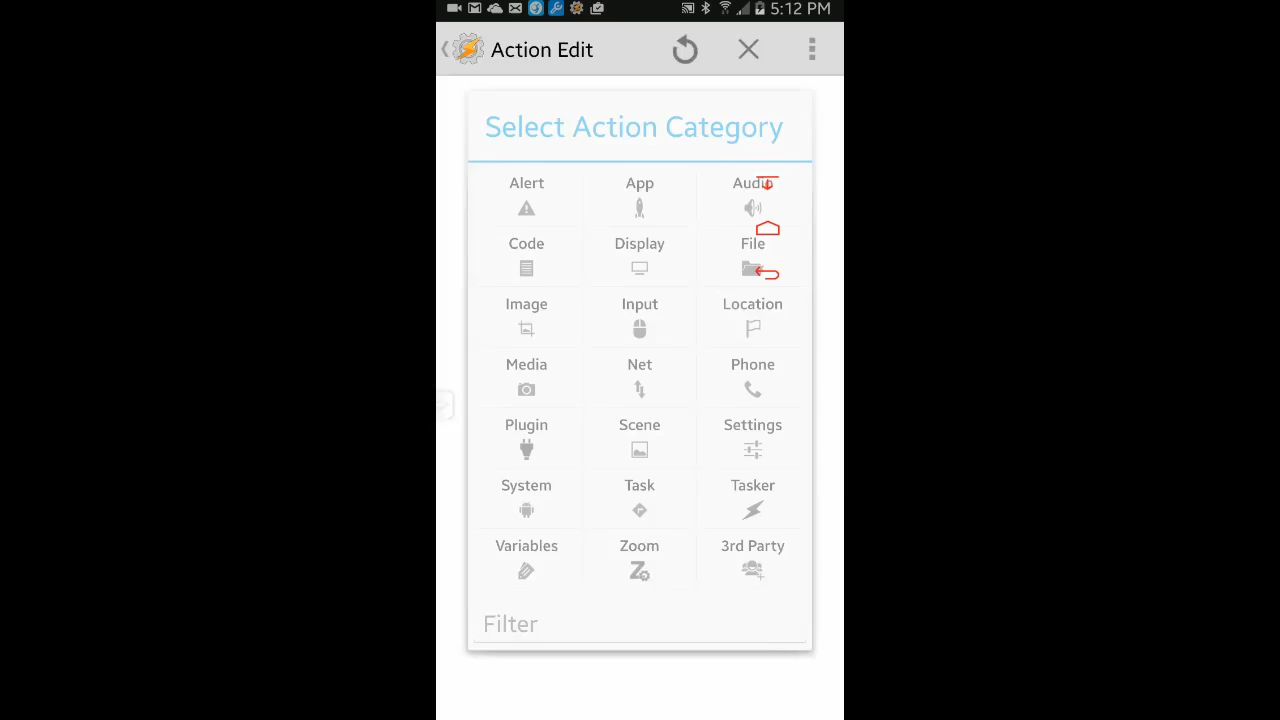 5:12 PM
Action Edit
Select Action Category
Alert App Audio
Code Display File
Image Input Location
Media Net Phone
Plugin Scene Settings
System Task Tasker
Variables Zoom 3rd Party
Filter